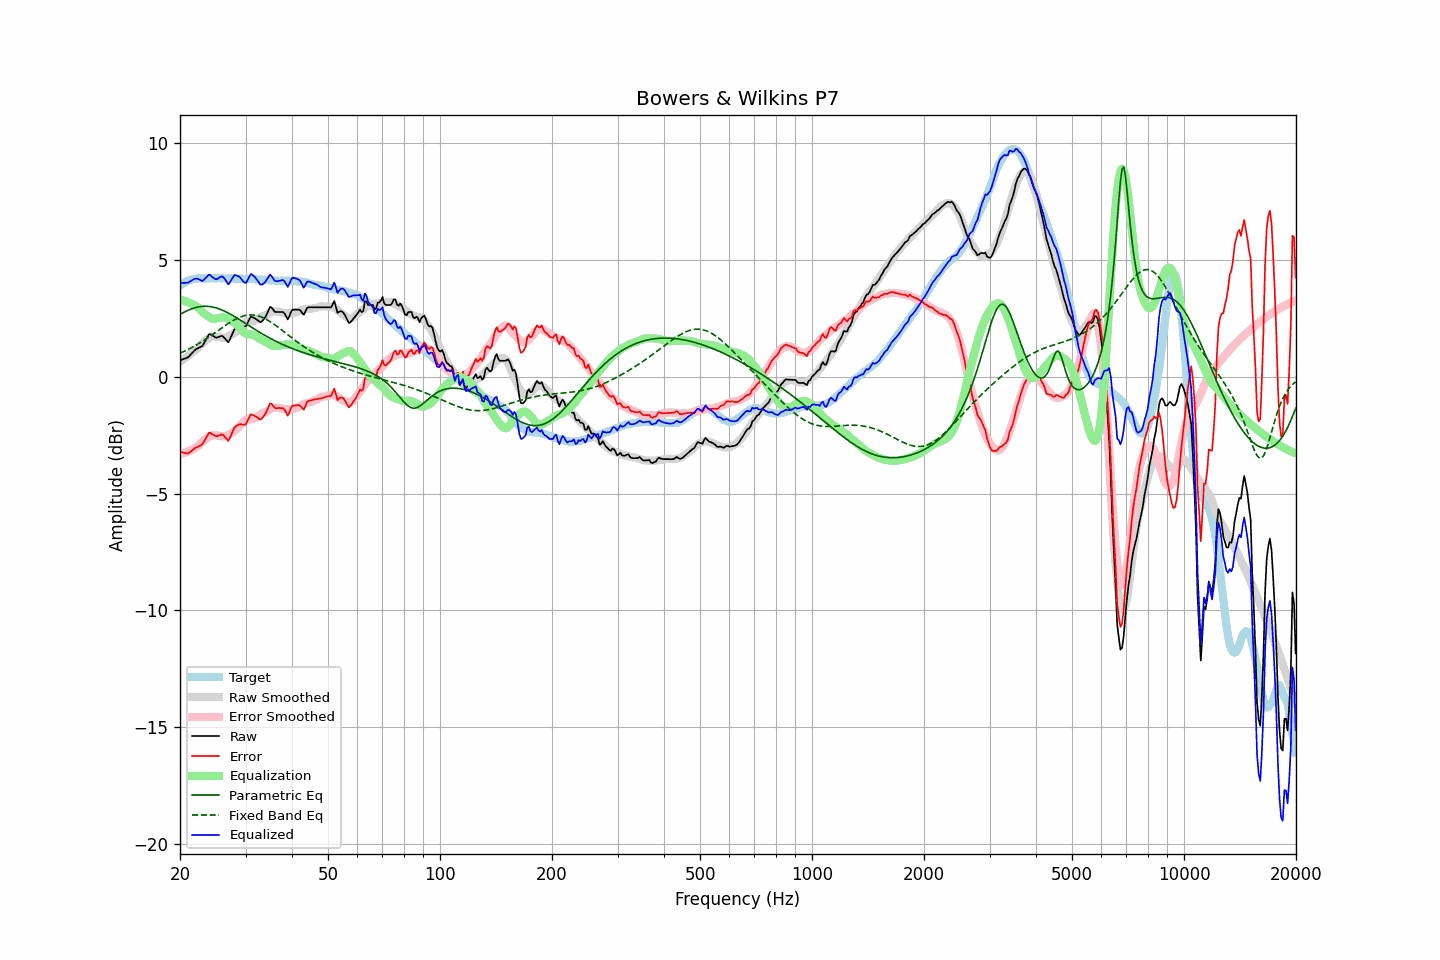 Bowers & Wilkins P7
Amplitude (dBr)
10
5
0
−5
−10
−15
−20
Target
Raw Smoothed
Error Smoothed
Raw
Error
Equalization
Parametric Eq
Fixed Band Eq
Equalized
20 50 100 200 500 1000 2000 5000 10000 20000
Frequency (Hz)